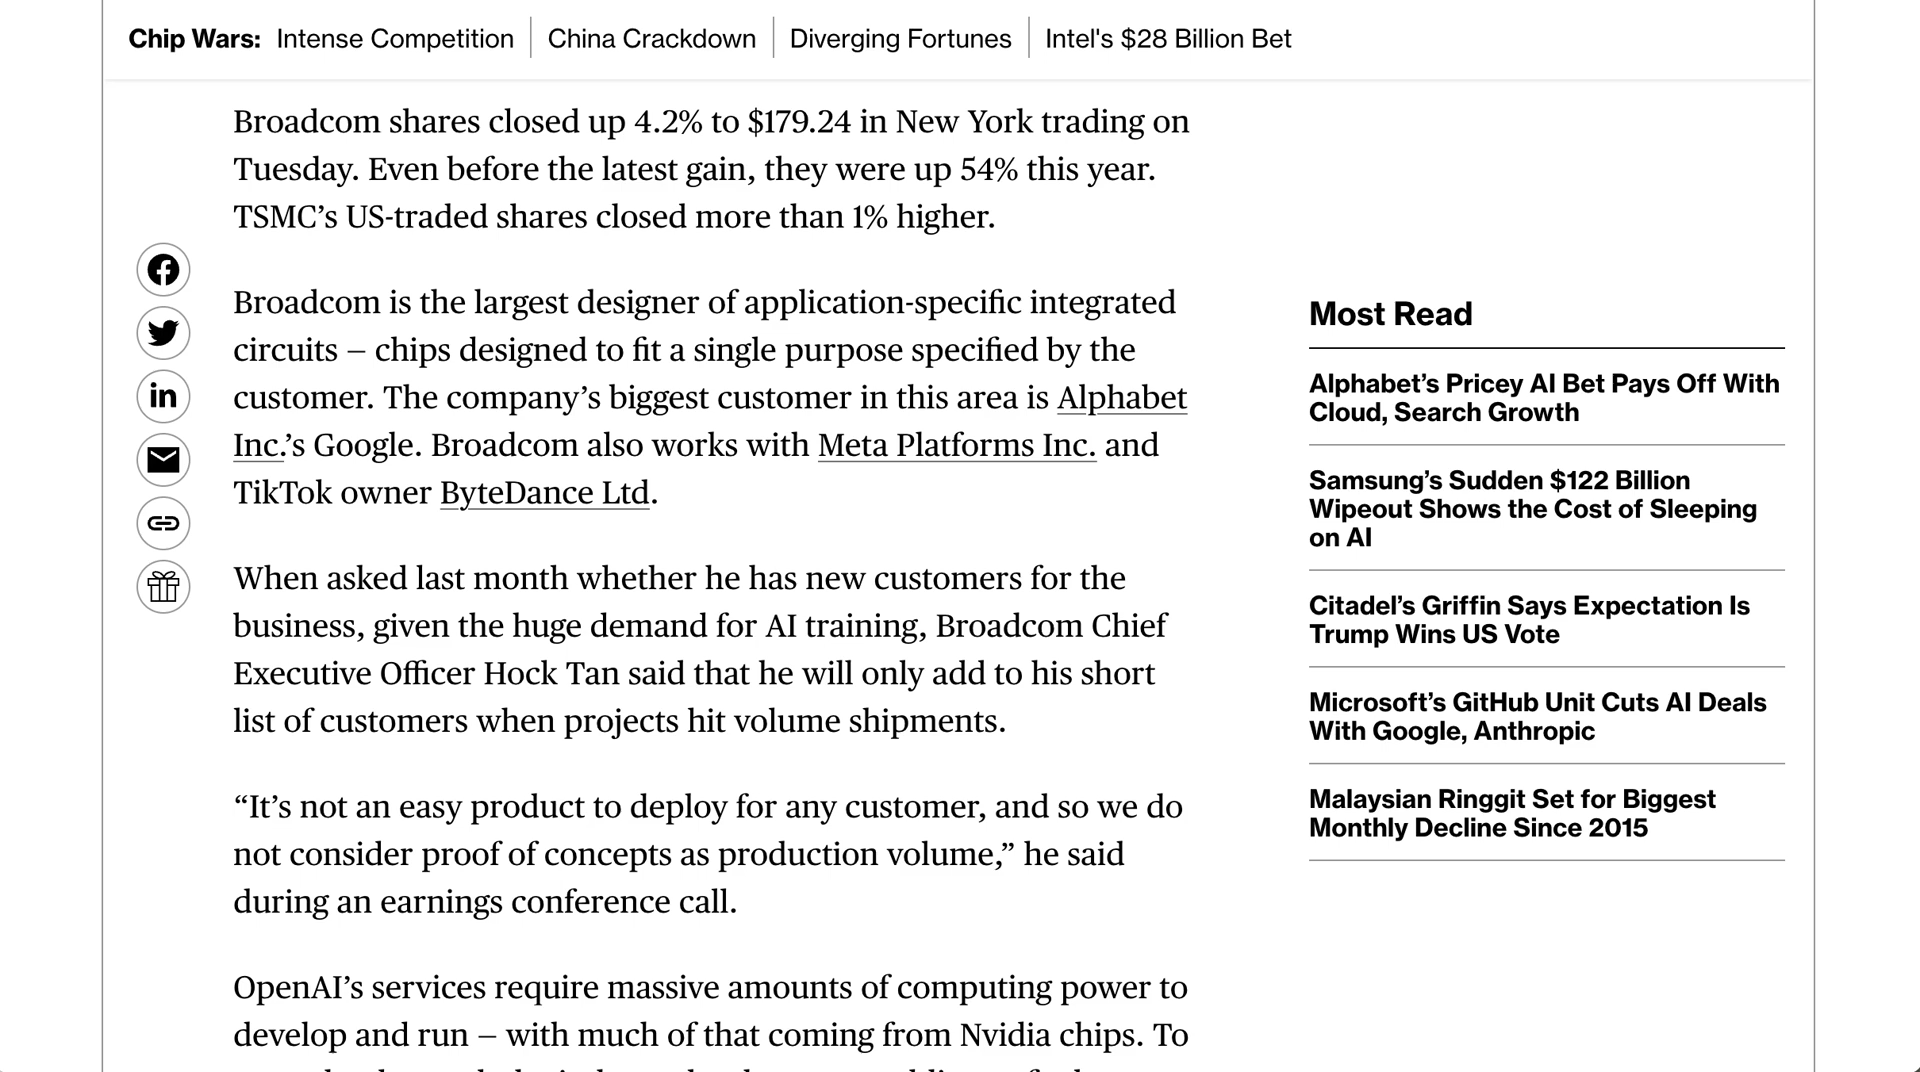 Chip Wars: Intense Competition China Crackdown Diverging Fortunes Intel's $28 Billion Bet
Broadcom shares closed up 4.2% to $179.24 in New York trading on
Tuesday. Even before the latest gain, they were up 54% this year.
TSMC’s US-traded shares closed more than 1% higher.
Broadcom is the largest designer of application-specific integrated
circuits – chips designed to fit a single purpose specified by the
customer. The company’s biggest customer in this area is Alphabet
Inc.’s Google. Broadcom also works with Meta Platforms Inc. and
TikTok owner ByteDance Ltd.
When asked last month whether he has new customers for the
business, given the huge demand for AI training, Broadcom Chief
Executive Officer Hock Tan said that he will only add to his short
list of customers when projects hit volume shipments.
“It’s not an easy product to deploy for any customer, and so we do
not consider proof of concepts as production volume,” he said
during an earnings conference call.
OpenAI’s services require massive amounts of computing power to
develop and run – with much of that coming from Nvidia chips. To
Most Read
Alphabet’s Pricey AI Bet Pays Off With
Cloud, Search Growth
Samsung’s Sudden $122 Billion
Wipeout Shows the Cost of Sleeping
on AI
Citadel’s Griffin Says Expectation Is
Trump Wins US Vote
Microsoft’s GitHub Unit Cuts AI Deals
With Google, Anthropic
Malaysian Ringgit Set for Biggest
Monthly Decline Since 2015